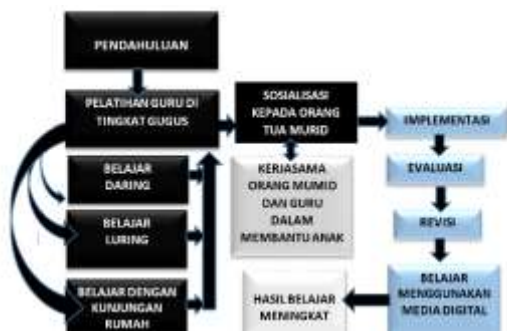 PENDAHULUAN
PELATIHAN GURU DI
TINGKAT GUGUS
BELAJAR
DARING
BELAJAR
LURING
BELAJAR DENGAN
KUNJUNGAN
RUMAH
SOSIALISASI
KEPADA ORANG
TUA MURID
KERJASAMA
ORANG MUMID
DAN GURU
DALAM
MEMBANTU ANAK
IMPLEMENTASI
EVALUASI
REVISI
BELAJAR
MENGGUNAKAN
MEDIA DIGITAL
HASIL BELAJAR
MENINGKAT